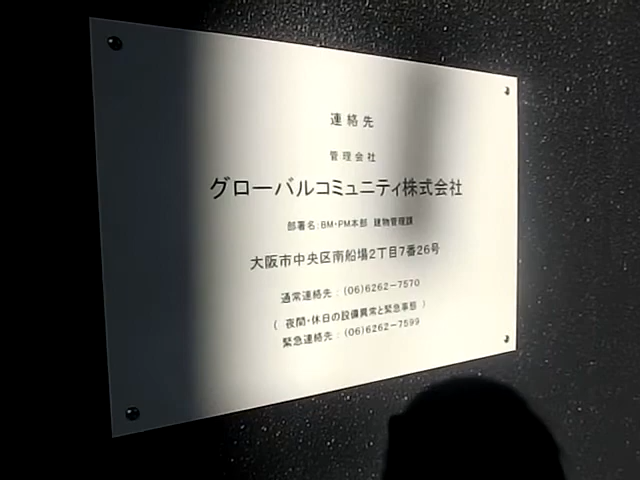 連絡先
管理会社
グローバルコミュニティ株式会社
部署名:BM・PM本部 建物管理課
大阪市中央区南船場2丁目7番26号
通常連絡先:(06)6262-7570
( 夜間・休日の設備異常と緊急事態 )
緊急連絡先:(06)6262-7599